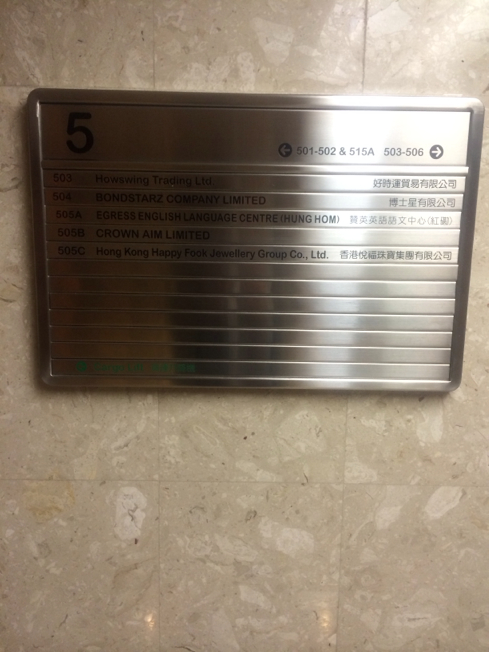 5
501-502 & 515A 503-506
503 Howswing Trading Ltd. 好時運貿易有限公司
504 BONDSTARZ COMPANY LIMITED 博士星有限公司
505A EGRESS ENGLISH LANGUAGE CENTRE (HUNG HOM) 英英語語文中心(紅磡)
505B CROWN AIM LIMITED
505C Hong Kong Happy Fook Jewellery Group Co., Ltd. 香港悅福珠寶集團有限公司